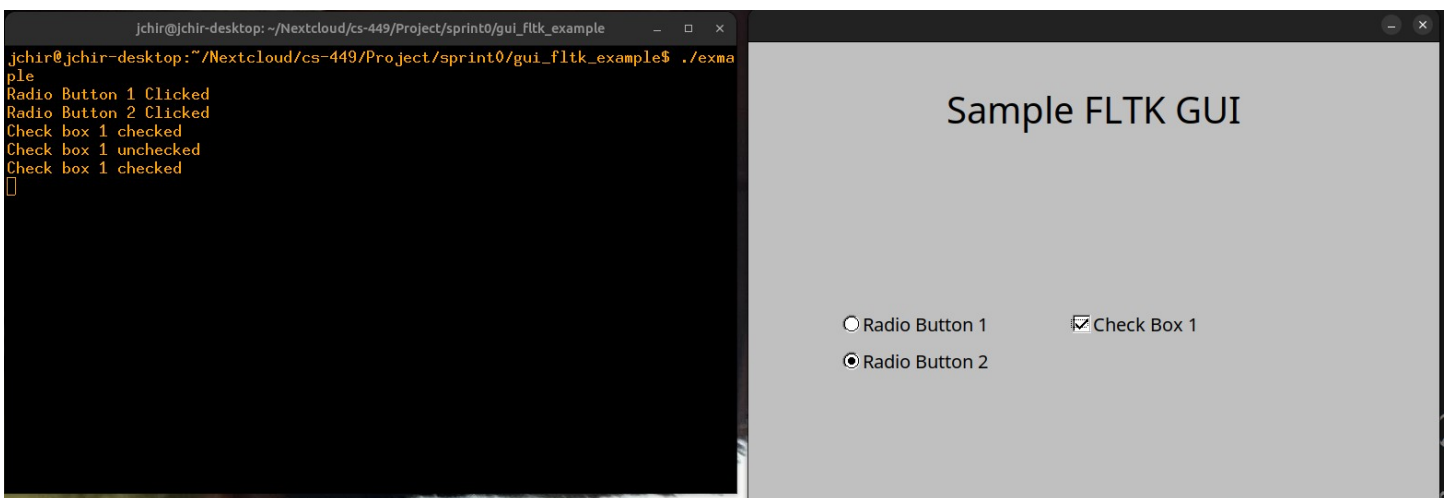 jchir@jchir-desktop: ~/Nextcloud/cs-449/Project/sprint0/gui_fltk_example
jchir@jchir-desktop:~/Nextcloud/cs-449/Project/sprint0/gui_fltk_example$ ./exma
ple
Radio Button 1 Clicked
Radio Button 2 Clicked
Check box 1 checked
Check box 1 unchecked
Check box 1 checked
Sample FLTK GUI
Radio Button 1
Check Box 1
Radio Button 2